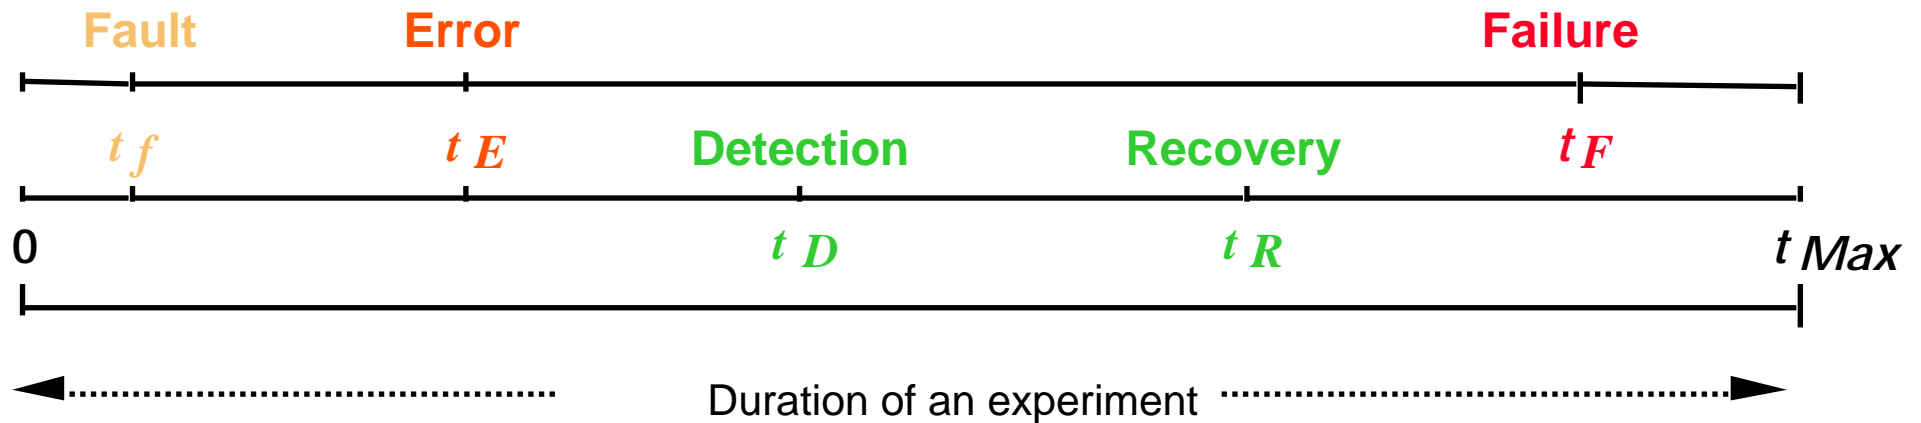 Fault Error Failure
t f t E Detection Recovery t F
0 t D t R t Max
Duration of an experiment